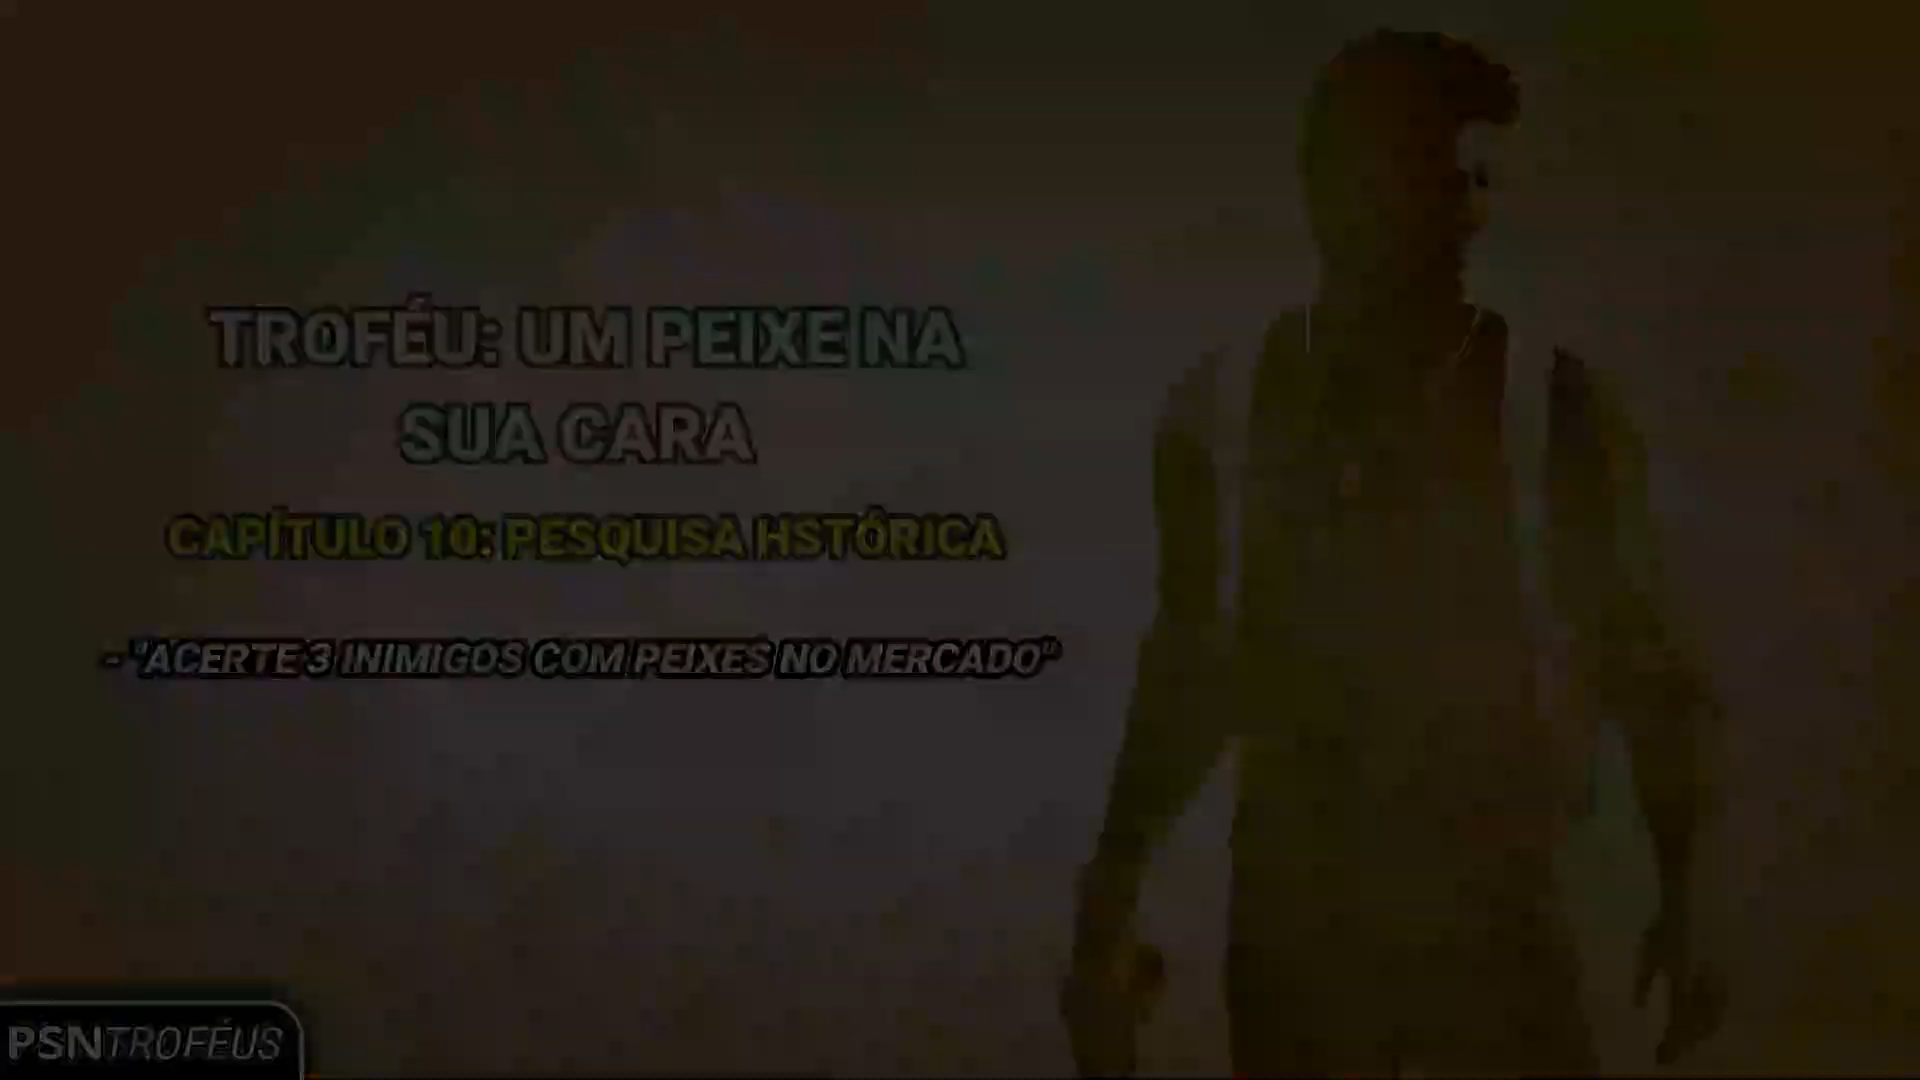 TROFÉU: UM PEIXE NA
SUA CARA
CAPÍTULO 10: PESQUISA HSTÓRICA
- "ACERTE 3 INIMIGOS COM PEIXES NO MERCADO"
PSNTROFÉUS